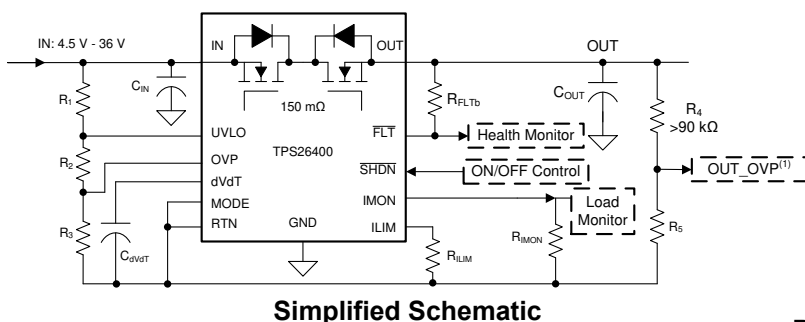 IN: 4.5 V - 36 V
IN
OUT
OUT
R1
CIN
150 mΩ
RFLTb
COUT
R4
>90 kΩ
UVLO
FLT
Health Monitor
R2
OVP
TPS26400
SHDN
ON/OFF Control
OUT_OVP(1)
dVdT
MODE
IMON
Load
Monitor
R3
CdVdT
RTN
GND
ILIM
RILIM
RIMON
R5
Simplified Schematic